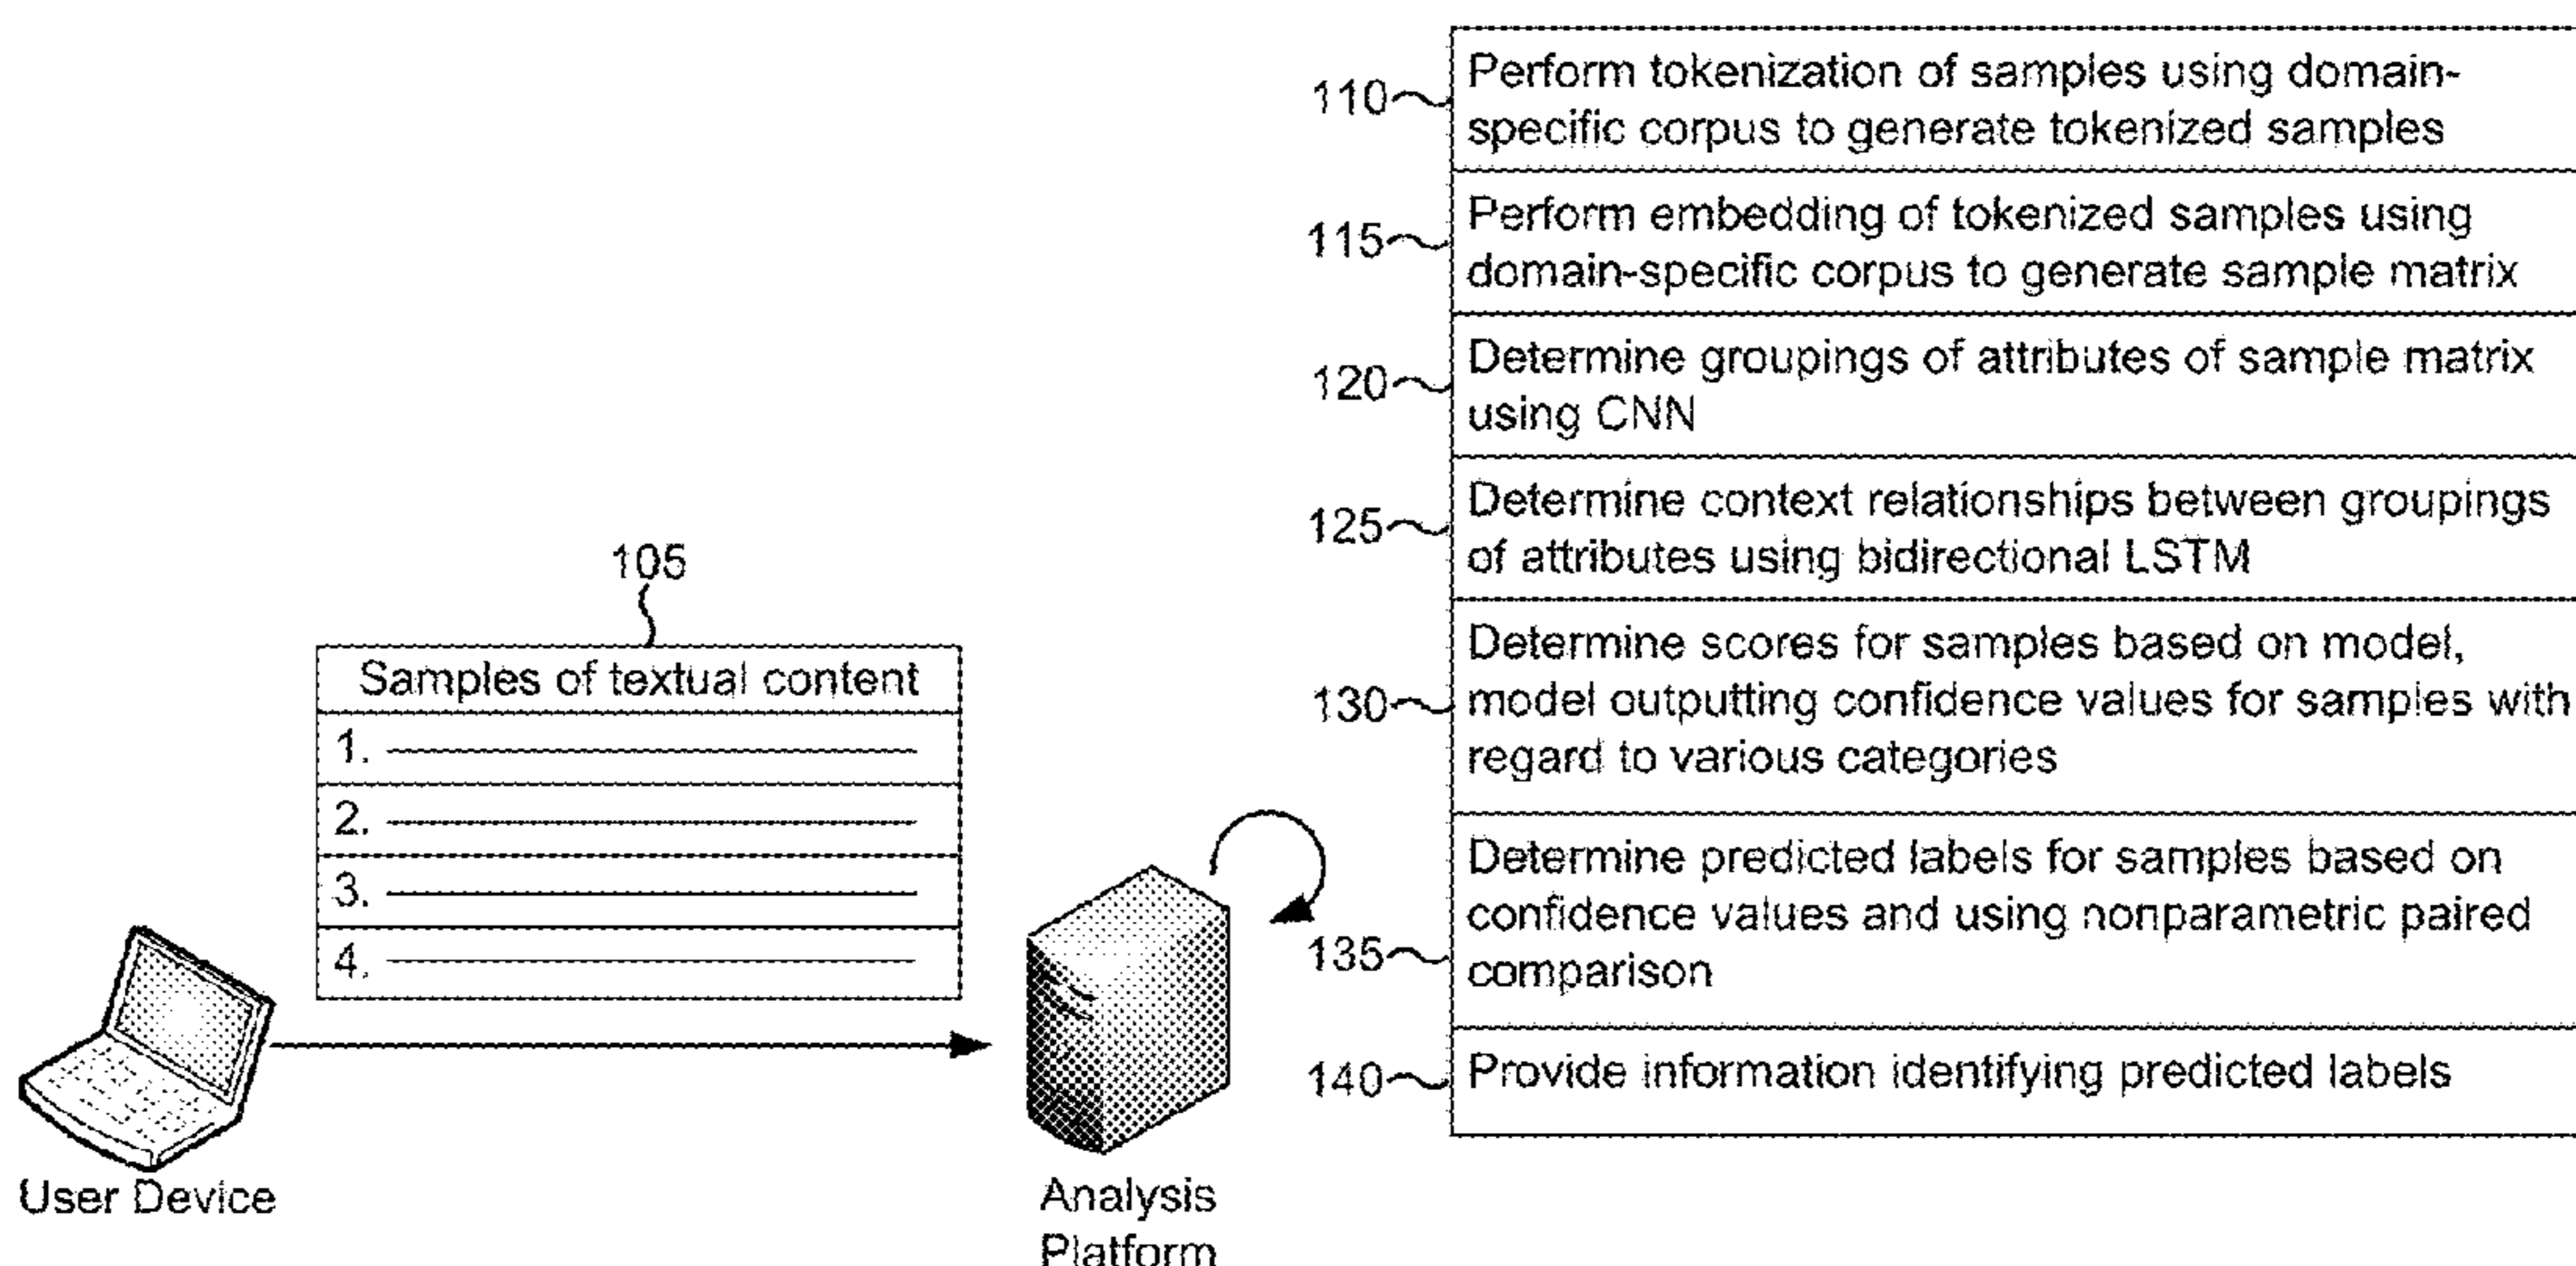 110
Perform tokenization of samples using domain-
specific corpus to generate tokenized samples
115
Perform embedding of tokenized samples using
domain-specific corpus to generate sample matrix
120
Determine groupings of attributes of sample matrix
using CNN
125
Determine context relationships between groupings
of attributes using bidirectional LSTM
130
Determine scores for samples based on model,
model outputting confidence values for samples with
regard to various categories
135
Determine predicted labels for samples based on
confidence values and using nonparametric paired
comparison
140
Provide information identifying predicted labels
105
Samples of textual content
1.
2.
3.
4.
User Device
Analysis
Platform